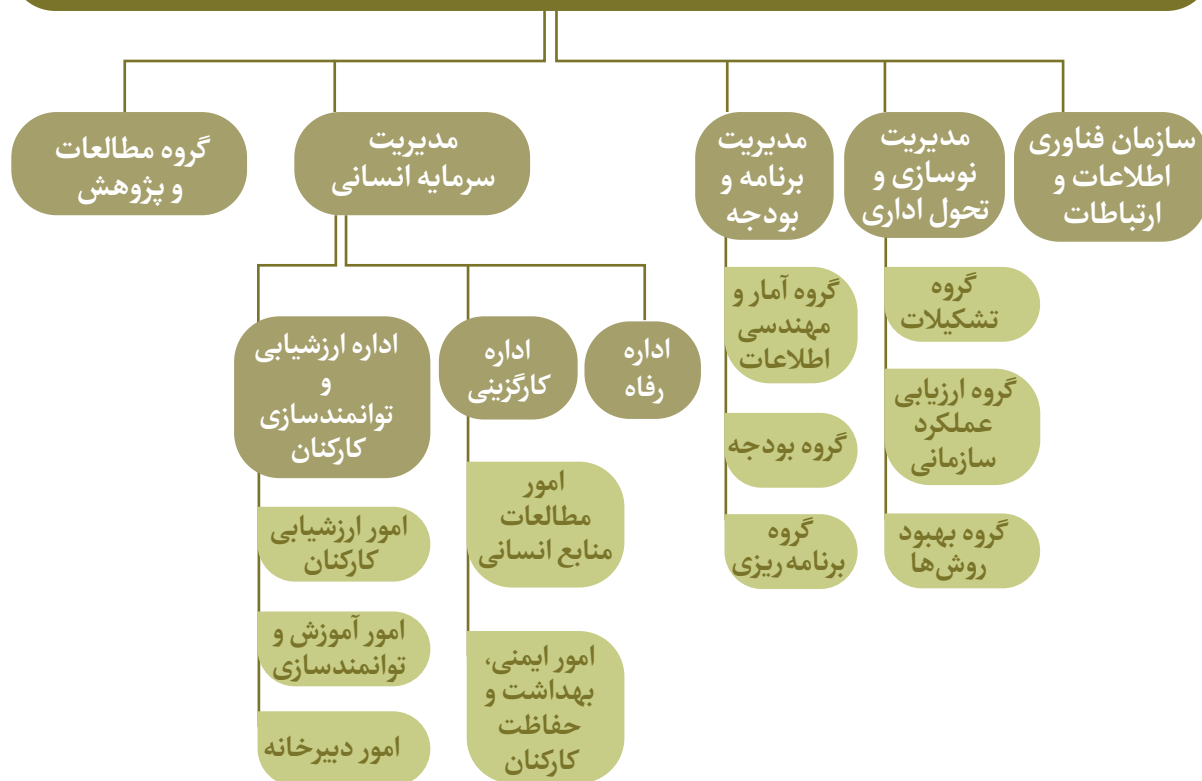 سازمان فناوری
اطلاعات و
ارتباطات
مدیریت
نوسازی و
تحول اداری
مدیریت
برنامه و
بودجه
مدیریت
سرمایه انسانی
گروه مطالعات
و پژوهش
گروه
تشکیلات
گروه ارزیابی
عملکرد
سازمانی
گروه بهبود
روش‌ها
گروه آمار و
مهندسی
اطلاعات
گروه بودجه
گروه
برنامه ریزی
اداره
رفاه
اداره
کارگزینی
امور
مطالعات
منابع انسانی
امور ایمنی،
بهداشت و
حفاظت
کارکنان
اداره ارزشیابی
و
توانمندسازی
کارکنان
امور ارزشیابی
کارکنان
امور آموزش و
توانمندسازی
امور دبیرخانه